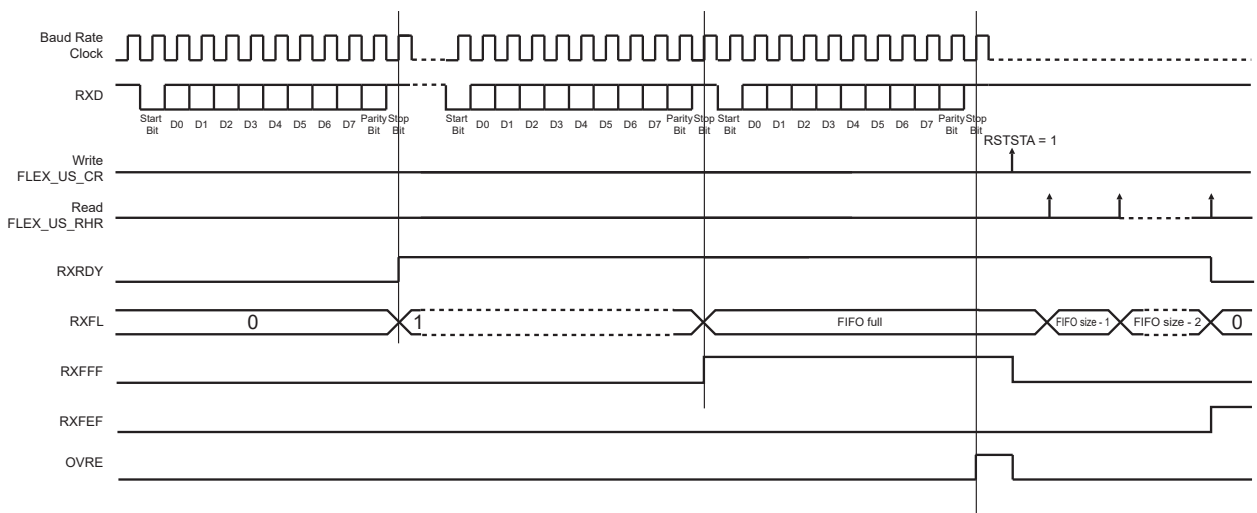 Baud Rate
Clock
RXD
Start
Bit
D0 D1 D2 D3 D4 D5 D6 D7
Parity
Bit
Stop
Bit
Start
Bit
D0 D1 D2 D3 D4 D5 D6 D7
Parity
Bit
Stop
Bit
Start
Bit
D0 D1 D2 D3 D4 D5 D6 D7
Parity
Bit
Stop
Bit
Write
FLEX_US_CR
RSTSTA = 1
Read
FLEX_US_RHR
RXRDY
RXFL
0
1
FIFO full
FIFO size - 1
FIFO size - 2
0
RXFFF
RXFEF
OVRE